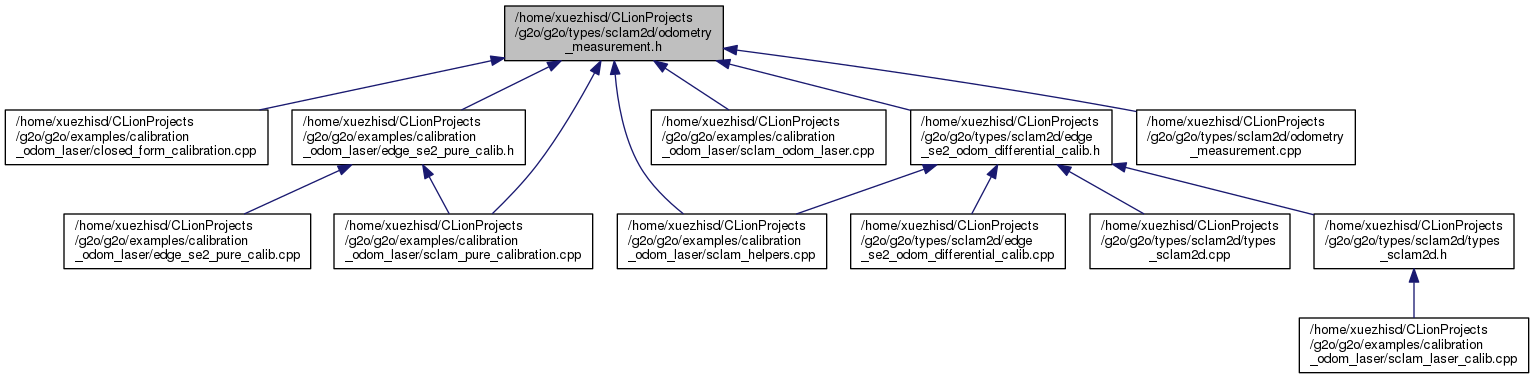 /home/xuezhisd/CLionProjects
/g2o/g2o/types/sclam2d/odometry
_measurement.h
/home/xuezhisd/CLionProjects
/g2o/g2o/examples/calibration
_odom_laser/closed_form_calibration.cpp
/home/xuezhisd/CLionProjects
/g2o/g2o/examples/calibration
_odom_laser/edge_se2_pure_calib.h
/home/xuezhisd/CLionProjects
/g2o/g2o/examples/calibration
_odom_laser/sclam_odom_laser.cpp
/home/xuezhisd/CLionProjects
/g2o/g2o/types/sclam2d/edge
_se2_odom_differential_calib.h
/home/xuezhisd/CLionProjects
/g2o/g2o/types/sclam2d/odometry
_measurement.cpp
/home/xuezhisd/CLionProjects
/g2o/g2o/examples/calibration
_odom_laser/edge_se2_pure_calib.cpp
/home/xuezhisd/CLionProjects
/g2o/g2o/examples/calibration
_odom_laser/sclam_pure_calibration.cpp
/home/xuezhisd/CLionProjects
/g2o/g2o/examples/calibration
_odom_laser/sclam_helpers.cpp
/home/xuezhisd/CLionProjects
/g2o/g2o/types/sclam2d/edge
_se2_odom_differential_calib.cpp
/home/xuezhisd/CLionProjects
/g2o/g2o/types/sclam2d/types
_sclam2d.cpp
/home/xuezhisd/CLionProjects
/g2o/g2o/types/sclam2d/types
_sclam2d.h
/home/xuezhisd/CLionProjects
/g2o/g2o/examples/calibration
_odom_laser/sclam_laser_calib.cpp